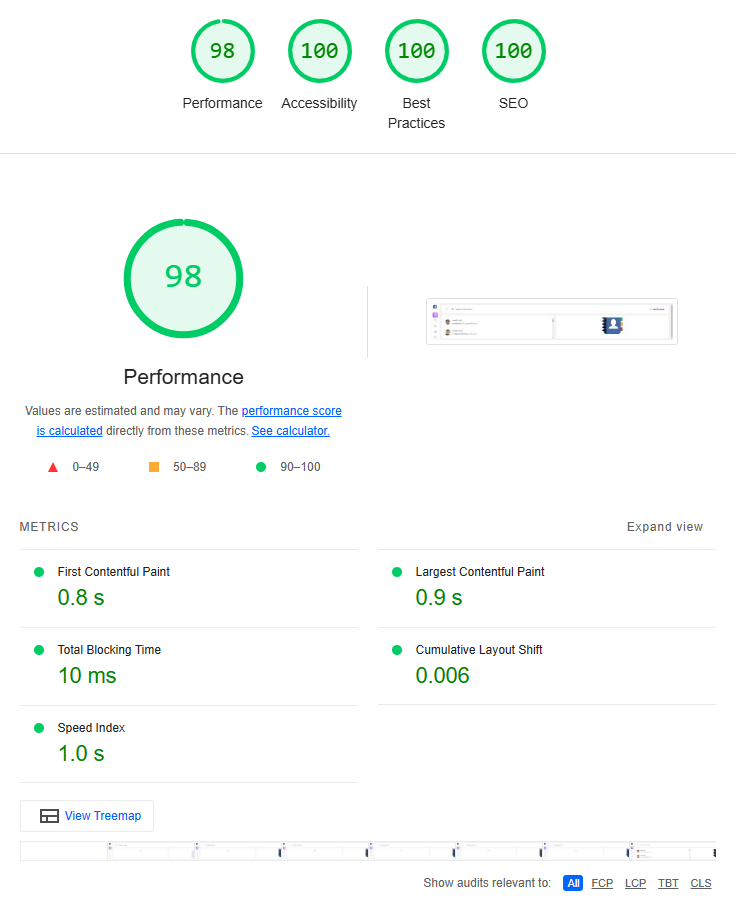 98
100
100
100
Performance
Accessibility
Best
Practices
SEO
98
Performance
Values are estimated and may vary. The performance score
is calculated directly from these metrics. See calculator.
0–49
50–89
90–100
METRICS
Expand view
First Contentful Paint
0.8 s
Largest Contentful Paint
0.9 s
Total Blocking Time
10 ms
Cumulative Layout Shift
0.006
Speed Index
1.0 s
View Treemap
Show audits relevant to: All FCP LCP TBT CLS